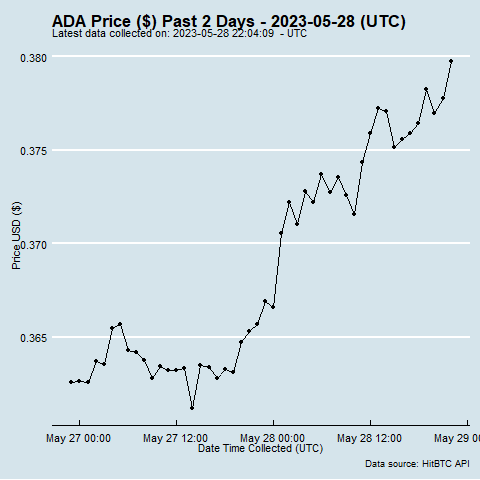 ADA Price ($) Past 2 Days - 2023-05-28 (UTC)
Latest data collected on: 2023-05-28 22:04:09  - UTC
0.380
0.375
0.370
0.365
Price USD ($)
May 27 00:00
May 27 12:00
May 28 00:00
May 28 12:00
May 29 0
Date Time Collected (UTC)
Data source: HitBTC API